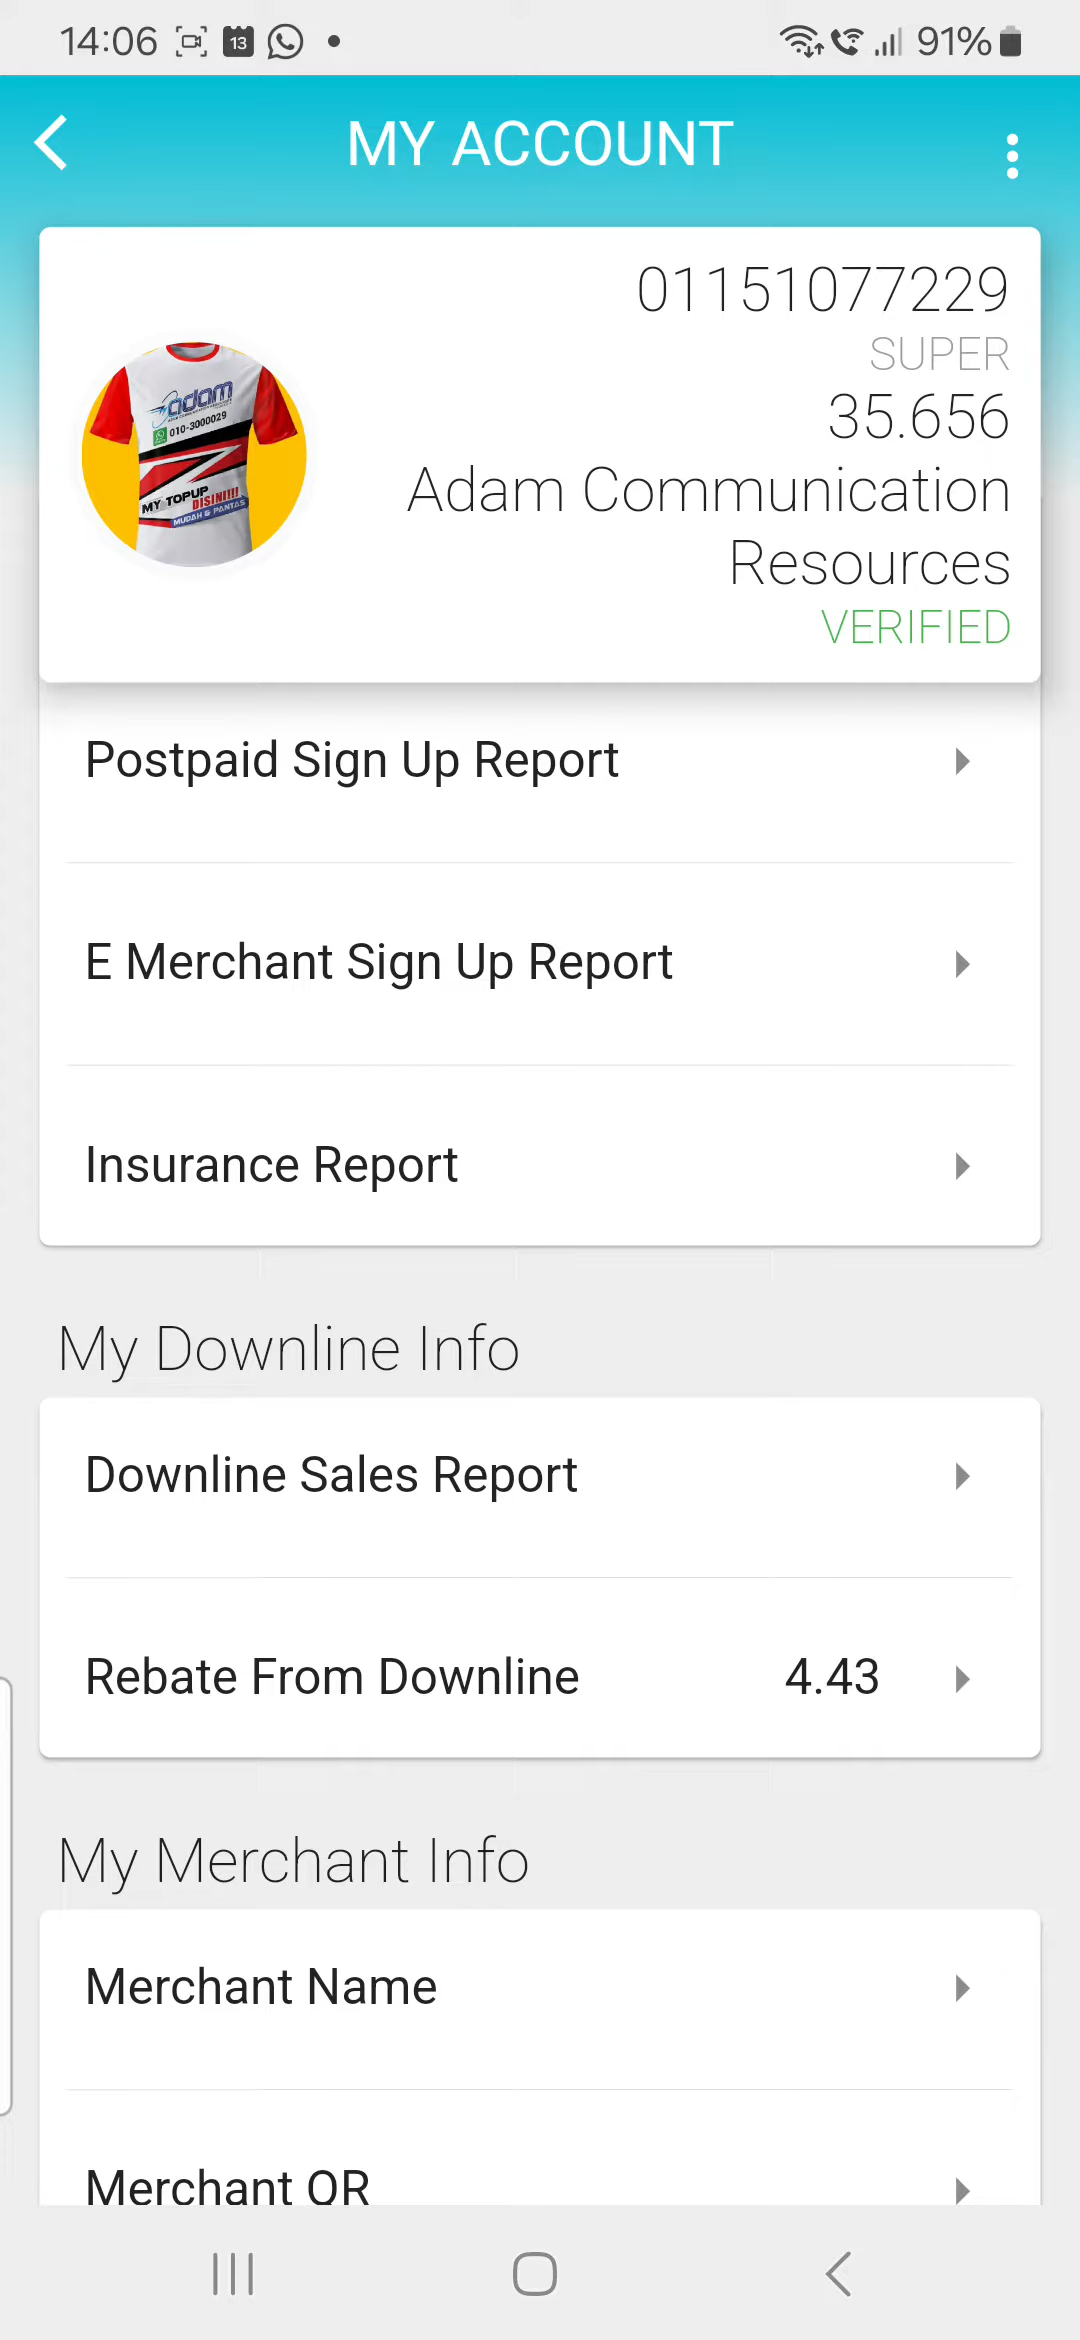 14:06
13
91%
MY ACCOUNT
01151077229
SUPER
35.656
Adam Communication
Resources
VERIFIED
adam
010-3000029
MY TOPUP
DISINI!!!
MUDAH & PANTAS
Postpaid Sign Up Report
E Merchant Sign Up Report
Insurance Report
My Downline Info
Downline Sales Report
Rebate From Downline 4.43
My Merchant Info
Merchant Name
Merchant QR